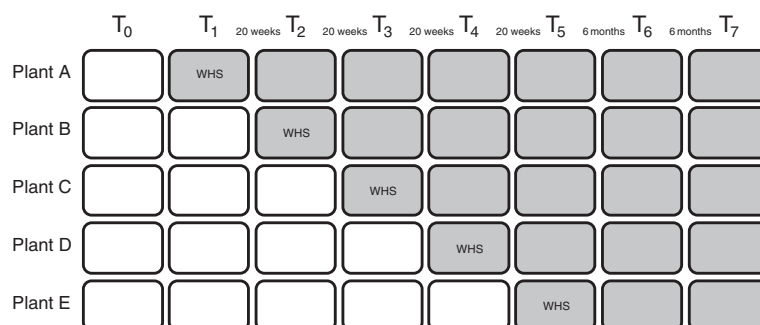 T0 T1 20 weeks T2 20 weeks T3 20 weeks T4 20 weeks T5 6 months T6 6 months T7
Plant A WHS
Plant B WHS
Plant C WHS
Plant D WHS
Plant E WHS